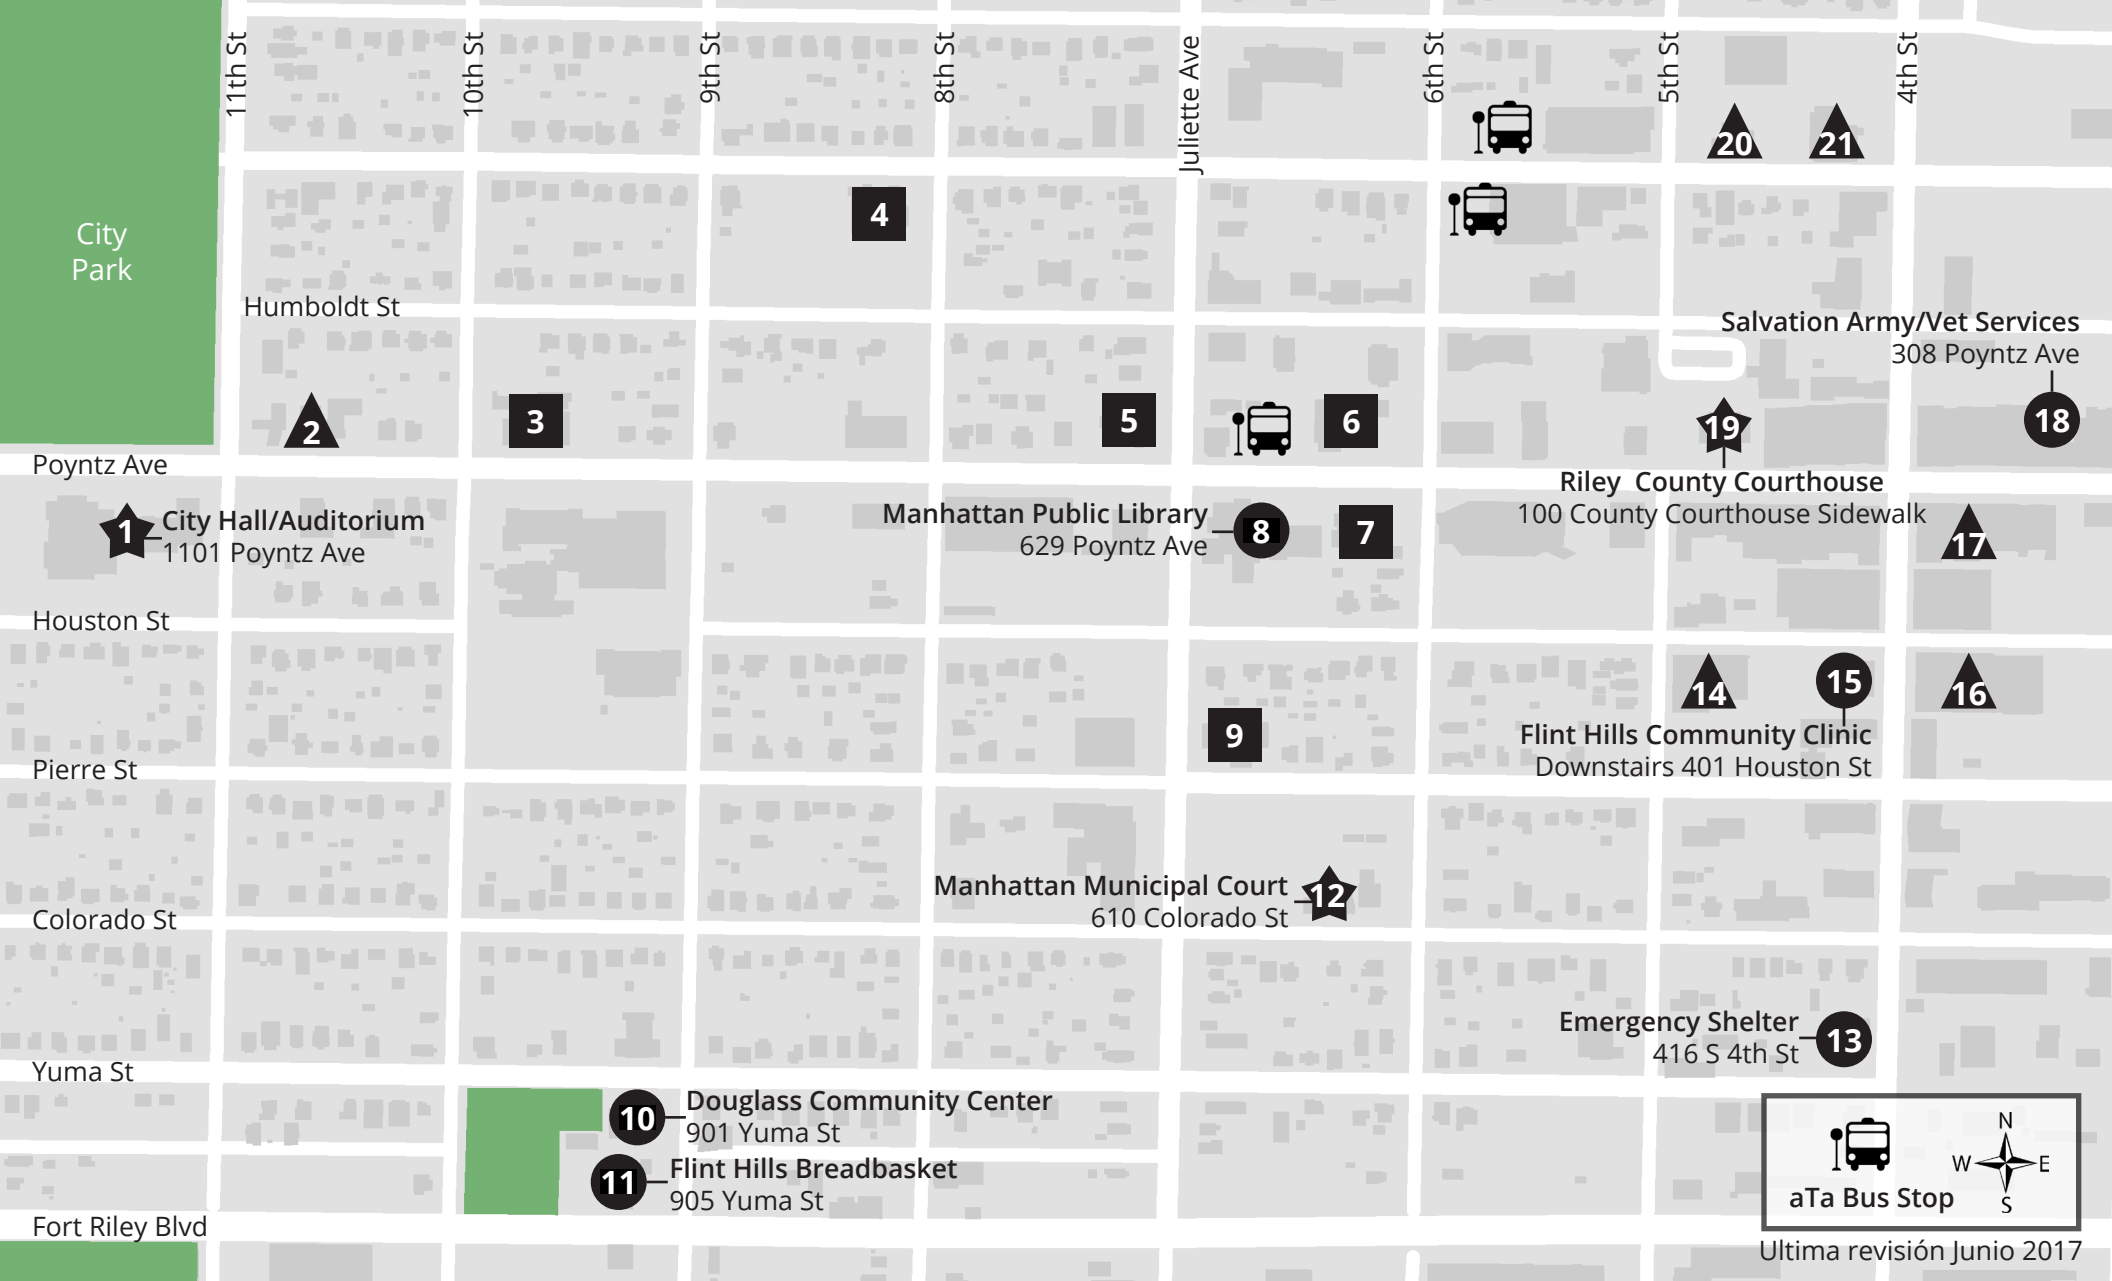 11th St
10th St
9th St
8th St
Juliette Ave
6th St
5th St
4th St
20
21
City
Park
4
Humboldt St
Salvation Army/Vet Services
308 Poyntz Ave
2
3
5
6
19
18
Poyntz Ave
Riley County Courthouse
100 County Courthouse Sidewalk
1
City Hall/Auditorium
1101 Poyntz Ave
Manhattan Public Library
629 Poyntz Ave
8
7
17
Houston St
14
15
16
9
Flint Hills Community Clinic
Downstairs 401 Houston St
Pierre St
Manhattan Municipal Court
610 Colorado St
12
Colorado St
Emergency Shelter
416 S 4th St
13
Yuma St
10
Douglass Community Center
901 Yuma St
11
Flint Hills Breadbasket
905 Yuma St
N
W
E
S
aTa Bus Stop
Fort Riley Blvd
Ultima revisión Junio 2017